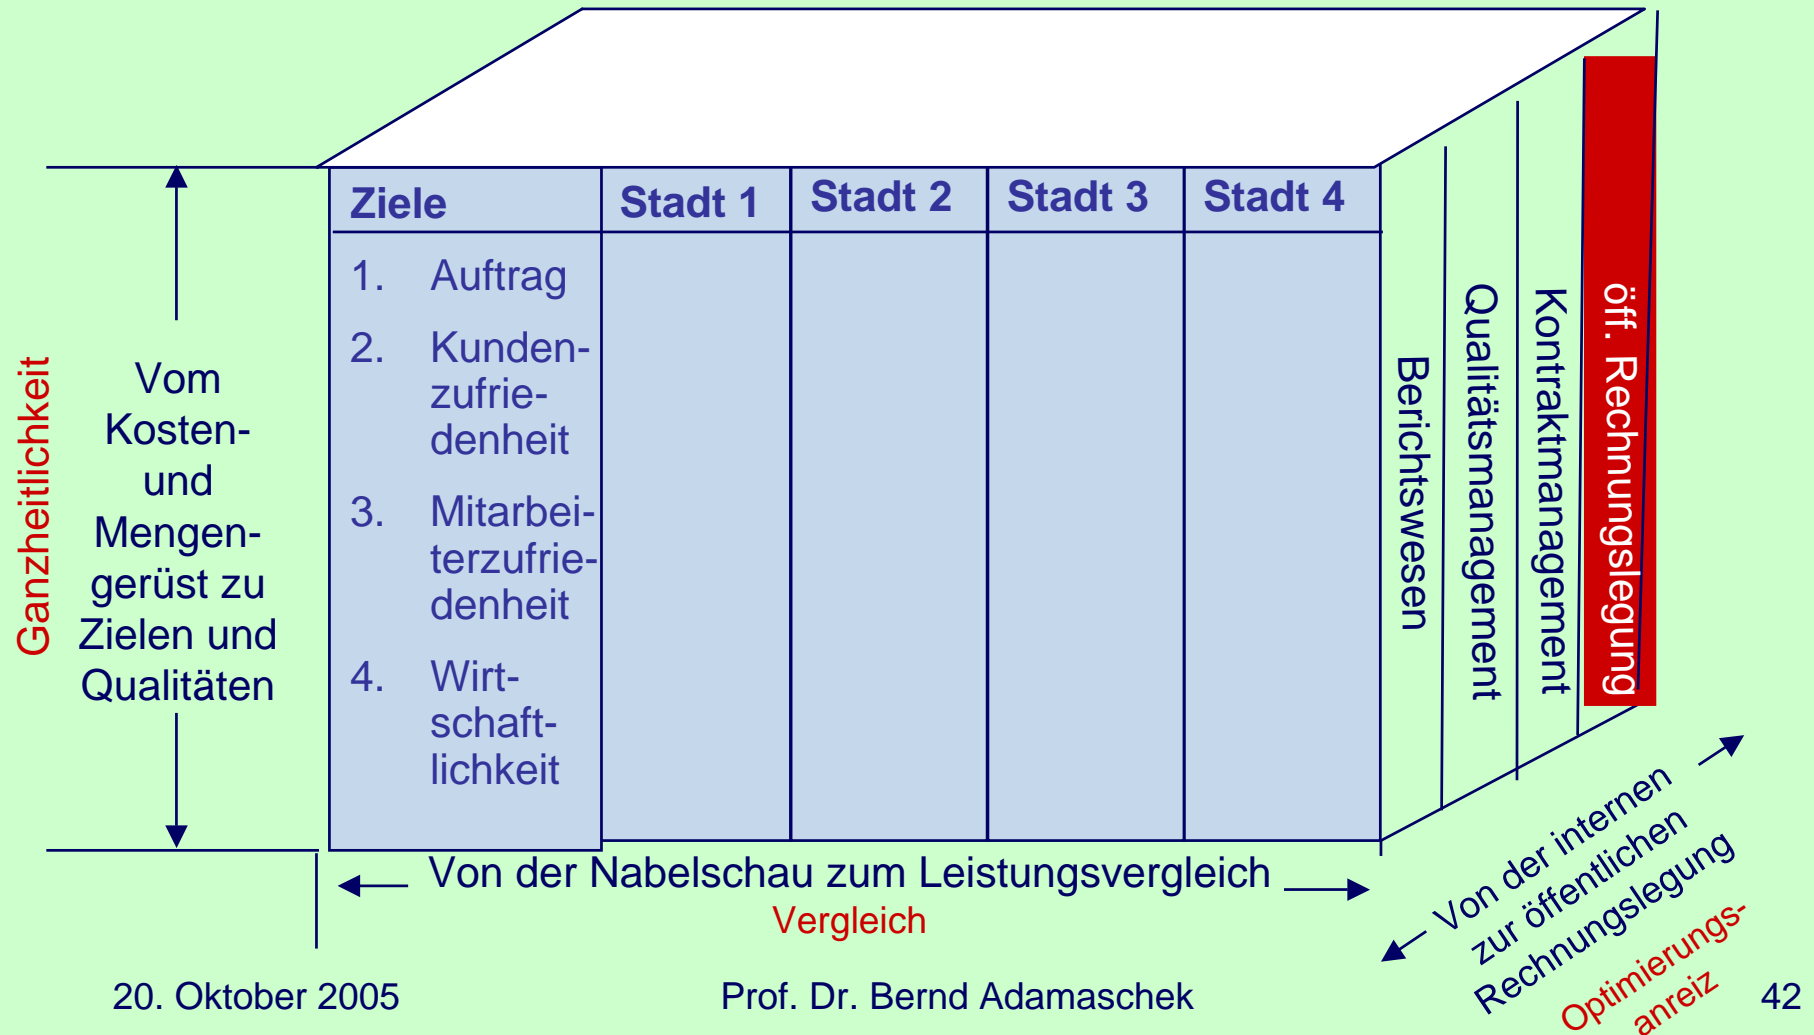 Ganzheitlichkeit
Vom
Kosten-
und
Mengen-
gerüst zu
Zielen und
Qualitäten
Ziele
Stadt 1
Stadt 2
Stadt 3
Stadt 4
1. Auftrag
2. Kunden-
zufrie-
denheit
3. Mitarbei-
terzufrie-
denheit
4. Wirt-
schaft-
lichkeit
Berichtswesen
Qualitätsmanagement
Kontraktmanagement
öff. Rechnungslegung
Von der Nabelschau zum Leistungsvergleich
Vergleich
Von der internen
zur öffentlichen
Rechnungslegung
Optimierungs-
anreiz
20. Oktober 2005
Prof. Dr. Bernd Adamaschek
42